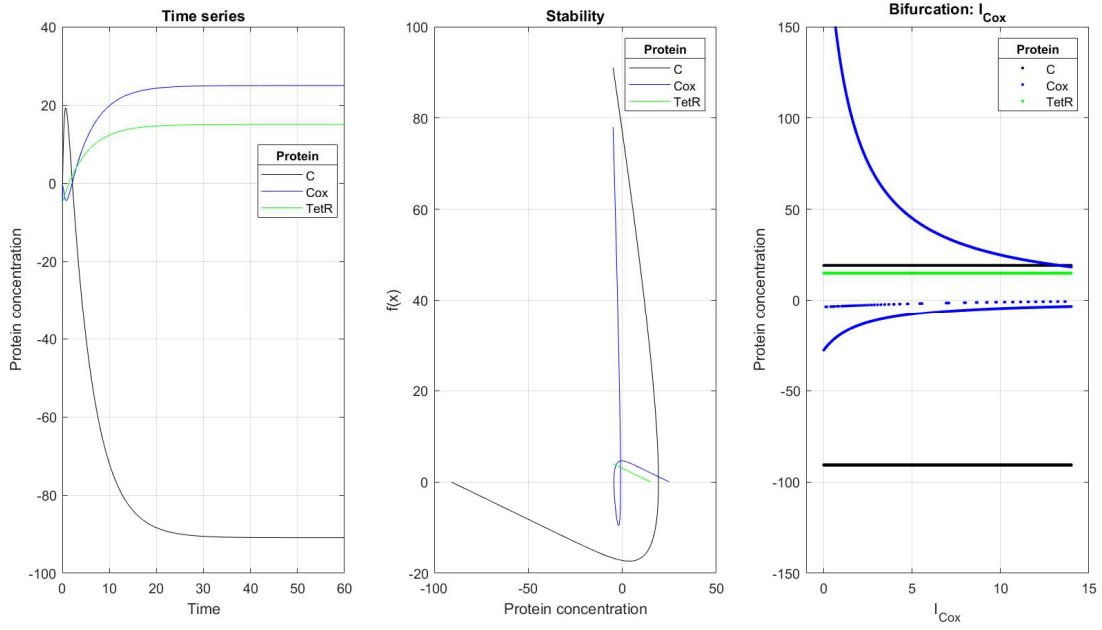 Time series
Protein concentration
40
20
0
-20
-40
-60
-80
-100
0 10 20 30 40 50 60
Time
Protein
C
Cox
TetR
Stability
f(x)
100
80
60
40
20
0
-20
-100 -50 0 50
Protein concentration
Protein
C
Cox
TetR
Bifurcation: I_Cox
Protein concentration
150
100
50
0
-50
-100
-150
0 5 10 15
I_Cox
Protein
C
Cox
TetR